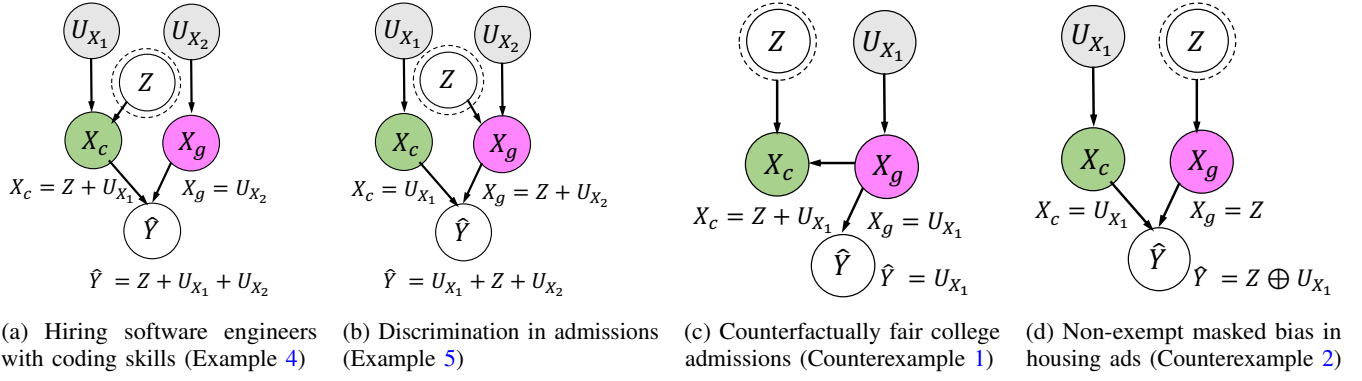 U_{X_1}
U_{X_2}
Z
X_c
X_g
X_c = Z + U_{X_1}
X_g = U_{X_2}
Ŷ
Ŷ = Z + U_{X_1} + U_{X_2}
(a) Hiring software engineers
with coding skills (Example 4)
U_{X_1}
U_{X_2}
Z
X_c
X_g
X_c = U_{X_1}
X_g = Z + U_{X_2}
Ŷ
Ŷ = U_{X_1} + Z + U_{X_2}
(b) Discrimination in admissions
(Example 5)
Z
U_{X_1}
X_c
X_g
X_c = Z + U_{X_1}
X_g = U_{X_1}
Ŷ
Ŷ = U_{X_1}
(c) Counterfactually fair college
admissions (Counterexample 1)
U_{X_1}
Z
X_c
X_g
X_c = U_{X_1}
X_g = Z
Ŷ
Ŷ = Z ⊕ U_{X_1}
(d) Non-exempt masked bias in
housing ads (Counterexample 2)